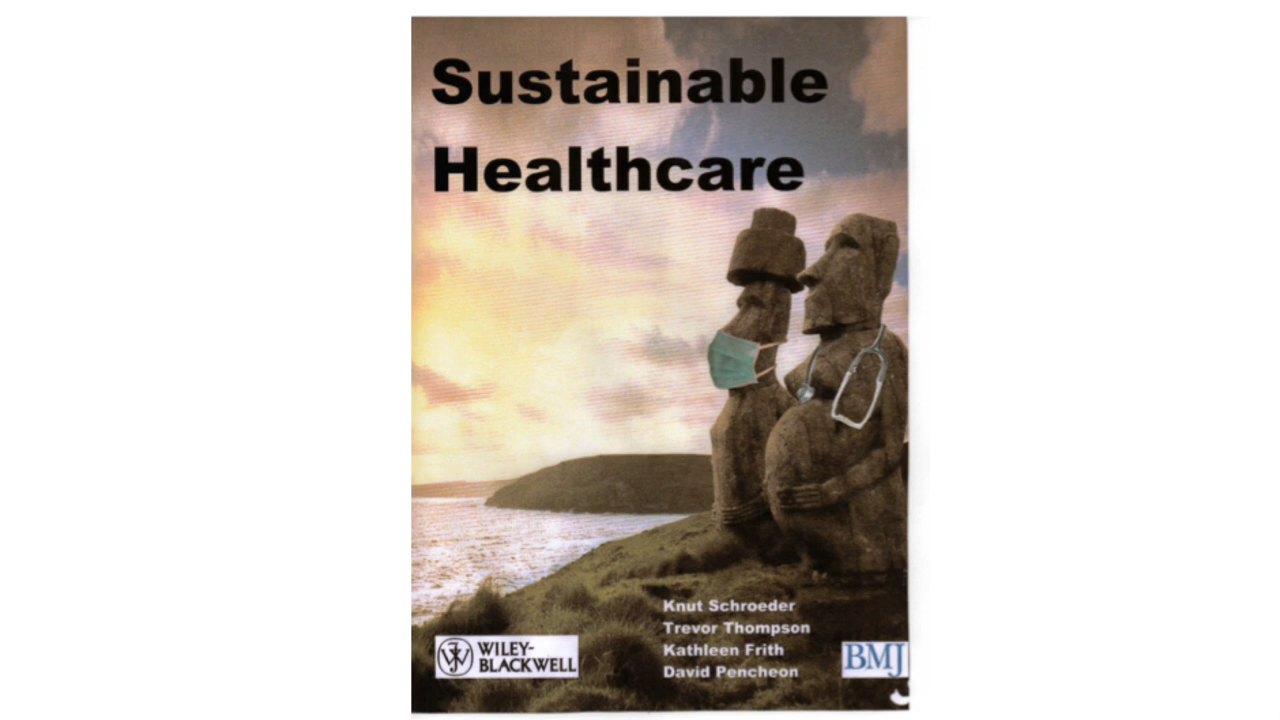 Sustainable
Healthcare
Knut Schroeder
Trevor Thompson
Kathleen Frith
David Pencheon
WILEY-
BLACKWELL
BMJ